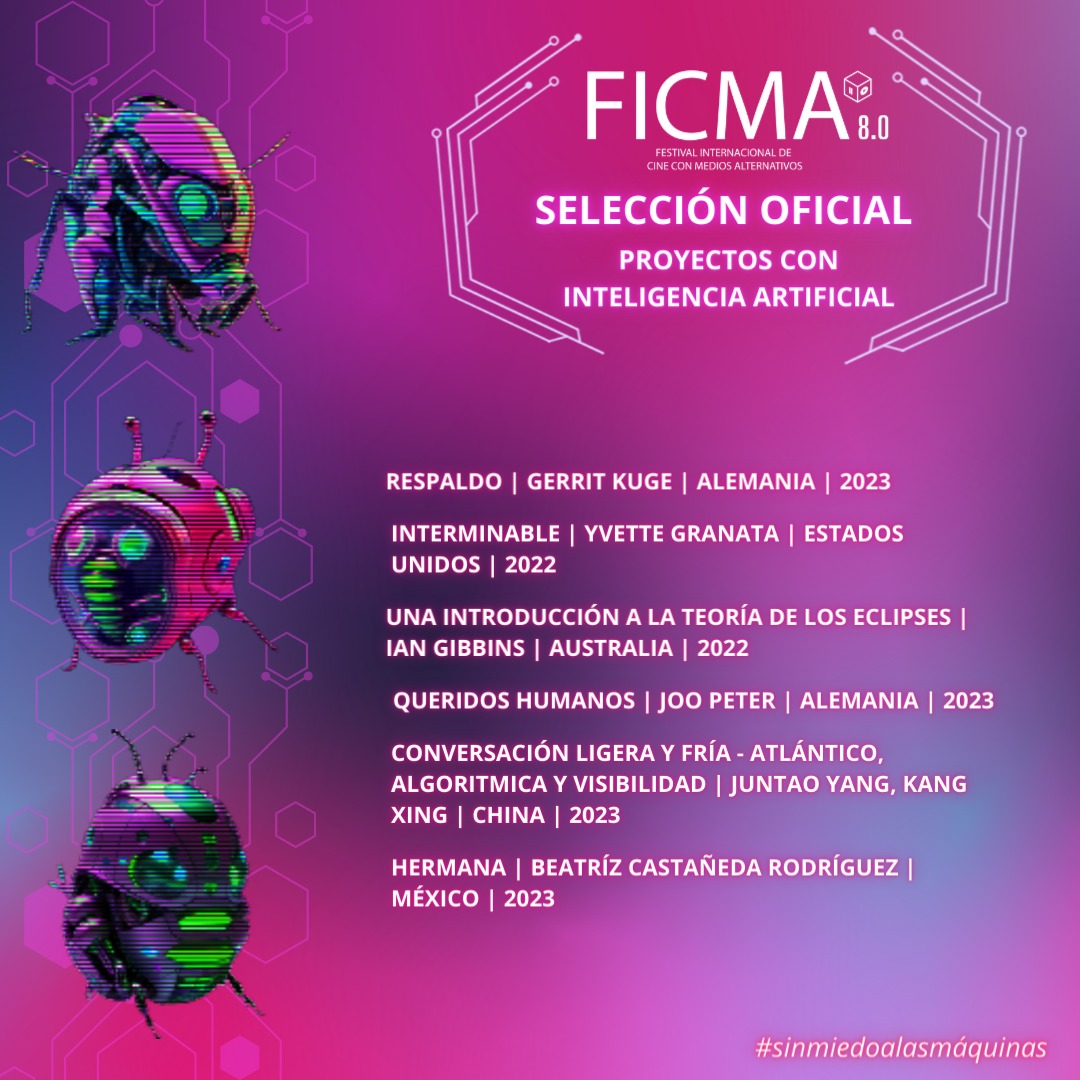 FICMA
8.0
FESTIVAL INTERNACIONAL DE
CINE CON MEDIOS ALTERNATIVOS
SELECCIÓN OFICIAL
PROYECTOS CON
INTELIGENCIA ARTIFICIAL
RESPALDO | GERRIT KUGE | ALEMANIA | 2023
INTERMINABLE | YVETTE GRANATA | ESTADOS
UNIDOS | 2022
UNA INTRODUCCIÓN A LA TEORÍA DE LOS ECLIPSES |
IAN GIBBINS | AUSTRALIA | 2022
QUERIDOS HUMANOS | JOO PETER | ALEMANIA | 2023
CONVERSACIÓN LIGERA Y FRÍA - ATLÁNTICO,
ALGORITMICA Y VISIBILIDAD | JUNTAO YANG, KANG
XING | CHINA | 2023
HERMANA | BEATRÍZ CASTAÑEDA RODRÍGUEZ |
MÉXICO | 2023
#sinmiedoalasmáquinas